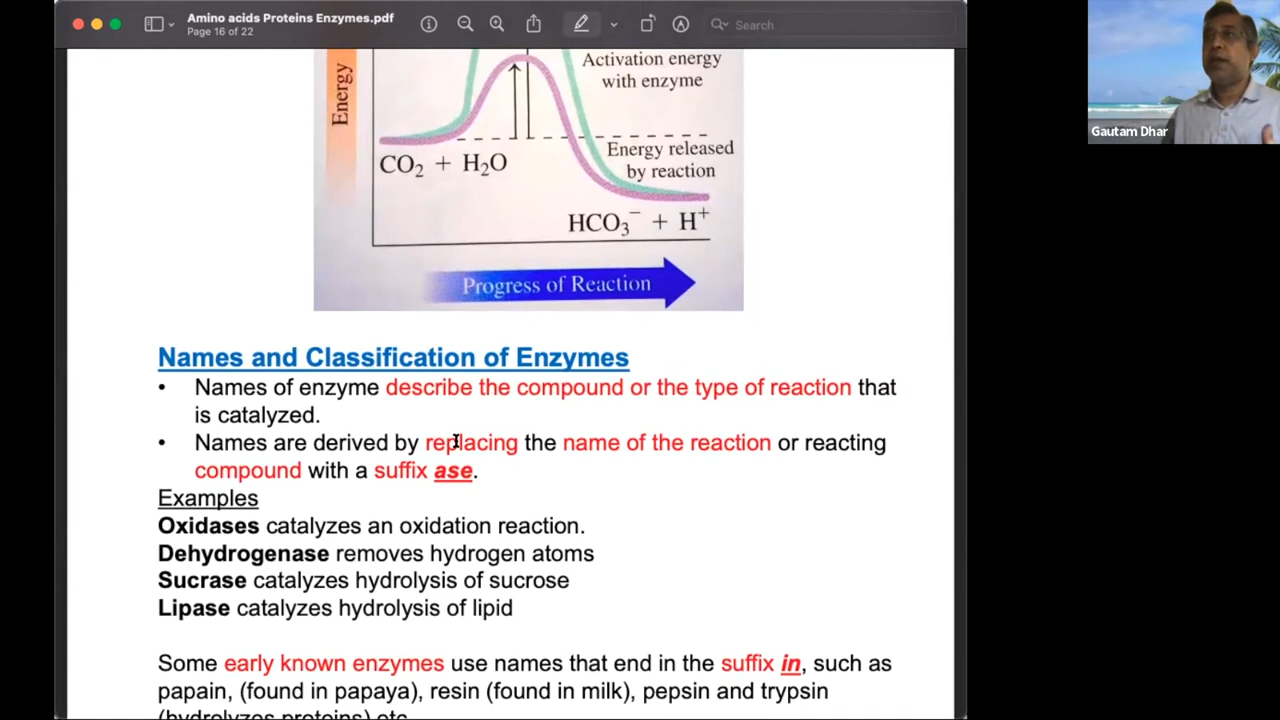 Amino acids Proteins Enzymes.pdf
Page 16 of 22
Search
Gautam Dhar
Energy
Activation energy
with enzyme
CO₂ + H₂O
Energy released
by reaction
HCO₃⁻ + H⁺
Progress of Reaction
Names and Classification of Enzymes
• Names of enzyme describe the compound or the type of reaction that
is catalyzed.
• Names are derived by replacing the name of the reaction or reacting
compound with a suffix ase.
Examples
Oxidases catalyzes an oxidation reaction.
Dehydrogenase removes hydrogen atoms
Sucrase catalyzes hydrolysis of sucrose
Lipase catalyzes hydrolysis of lipid
Some early known enzymes use names that end in the suffix in, such as
papain, (found in papaya), resin (found in milk), pepsin and trypsin
(hydrolyzes proteins) etc